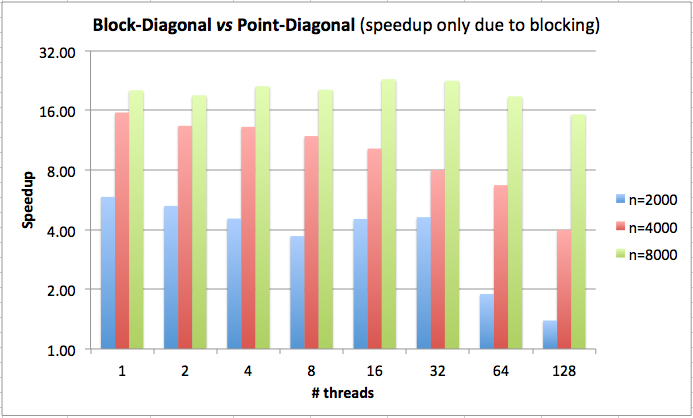 Block-Diagonal vs Point-Diagonal (speedup only due to blocking)
32.00
16.00
8.00
4.00
2.00
1.00
Speedup
1 2 4 8 16 32 64 128
# threads
n=2000
n=4000
n=8000